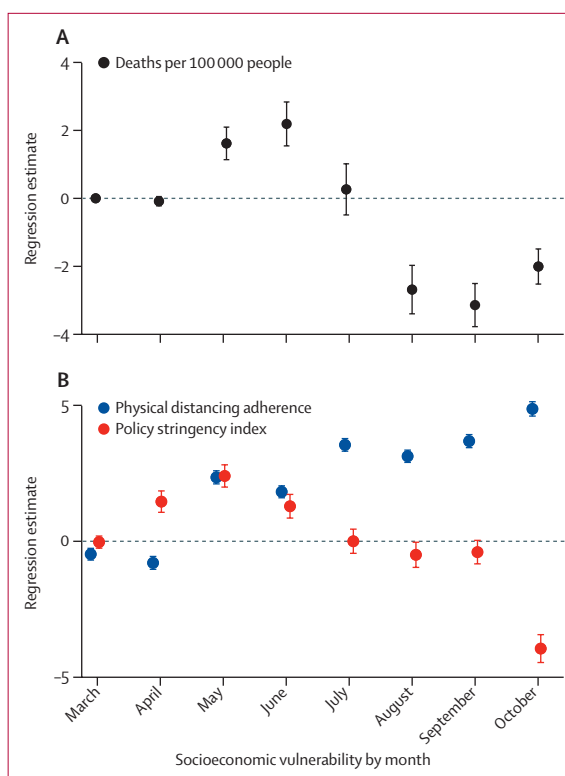 A
Deaths per 100 000 people
4
2
0
−2
−4
Regression estimate
B
Physical distancing adherence
Policy stringency index
5
0
−5
Regression estimate
March
April
May
June
July
August
September
October
Socioeconomic vulnerability by month